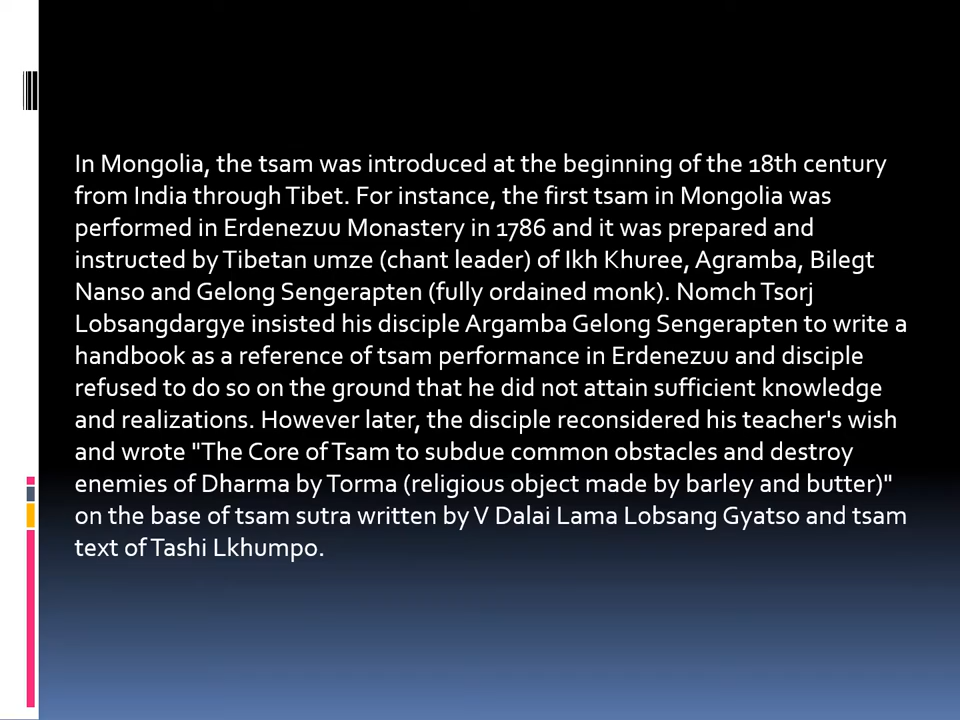 In Mongolia, the tsam was introduced at the beginning of the 18th century
from India through Tibet. For instance, the first tsam in Mongolia was
performed in Erdenezuu Monastery in 1786 and it was prepared and
instructed by Tibetan umze (chant leader) of Ikh Khuree, Agramba, Bilegt
Nanso and Gelong Sengerapten (fully ordained monk). Nomch Tsorj
Lobsangdargye insisted his disciple Argamba Gelong Sengerapten to write a
handbook as a reference of tsam performance in Erdenezuu and disciple
refused to do so on the ground that he did not attain sufficient knowledge
and realizations. However later, the disciple reconsidered his teacher's wish
and wrote "The Core of Tsam to subdue common obstacles and destroy
enemies of Dharma by Torma (religious object made by barley and butter)"
on the base of tsam sutra written by V Dalai Lama Lobsang Gyatso and tsam
text of Tashi Lkhumpo.